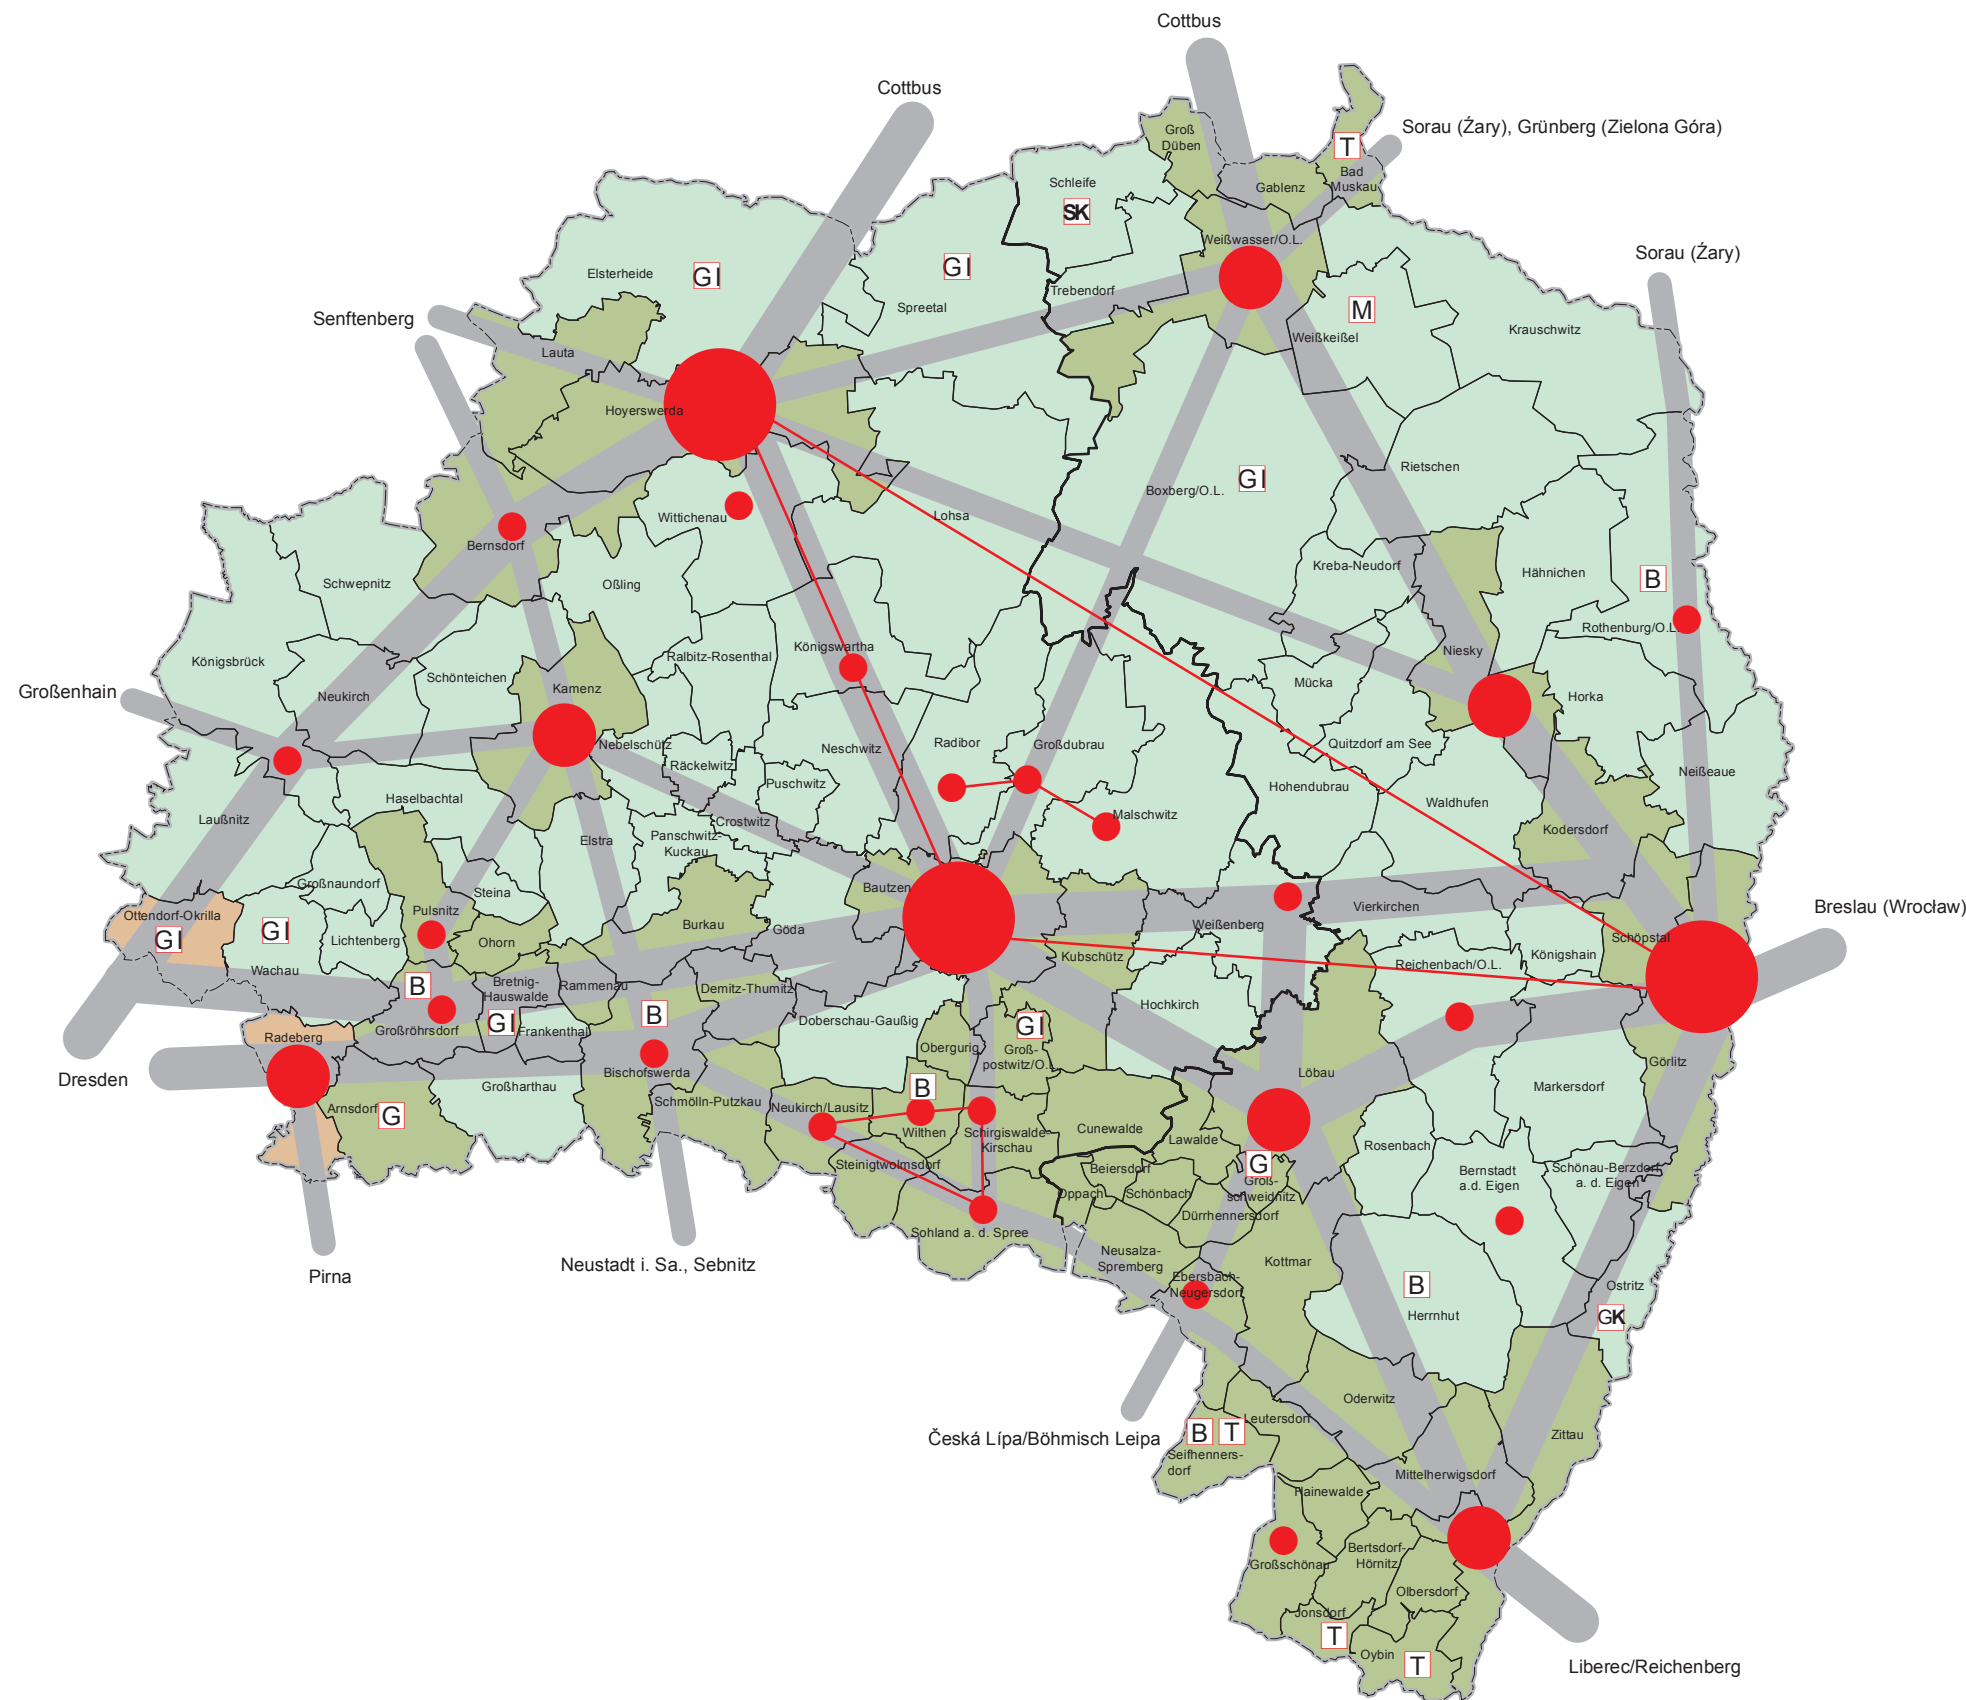 Cottbus
Cottbus
Sorau (Źary), Grünberg (Zielona Góra)
Groß
Düben
T
Bad
Muskau
Gablenz
Schleife
SK
Weißwasser/O.L.
Sorau (Źary)
Elsterheide
GI
GI
Spreetal
Trebendorf
M
Weißkeißel
Krauschwitz
Senftenberg
Lauta
Hoyerswerda
Rietschen
Boxberg/O.L.
GI
Wittichenau
Lohsa
Bernsdorf
Kreba-Neudorf
Hähnichen
B
Schwepnitz
Oßling
Rothenburg/O.L.
Königsbrück
Ralbitz-Rosenthal
Königswartha
Niesky
Großenhain
Neukirch
Schönteichen
Kamenz
Mücka
Horka
Nebelschütz
Neschwitz
Radibor
Großdubrau
Quitzdorf am See
Räckelwitz
Puschwitz
Neißeaue
Hohendubrau
Haselbachtal
Waldhufen
Laußnitz
Crostwitz
Malschwitz
Kodersdorf
Elstra
Panschwitz-
Kuckau
Großnaundorf
Steina
Bautzen
Vierkirchen
Breslau (Wrocław)
Ottendorf-Okrilla
GI
GI
Pulsnitz
Lichtenberg
Ohorn
Burkau
Göda
Weißenberg
Schöpstal
Königshain
Kubschütz
Reichenbach/O.L.
Wachau
B
Bretnig-
Hauswalde
Rammenau
Demitz-Thumitz
Hochkirch
GI
B
Frankenthal
Doberschau-Gaußig
GI
Großröhrsdorf
Radeberg
Obergurig
Groß-
postwitz/O.L.
Dresden
Bischofswerda
Löbau
Görlitz
Großharthau
Markersdorf
B
Schmölln-Putzkau
Neukirch/Lausitz
Arnsdorf
G
Wilthen
Schirgiswalde-
Kirschau
Cunewalde
Lawalde
Rosenbach
Steinigtwolmsdorf
Beiersdorf
G
Groß-
schweidnitz
Bernstadt
a.d. Eigen
Schönau-Berzdorf
a. d. Eigen
Oppach
Schönbach
Dürrhennersdorf
Sohland a. d. Spree
Neusalza-
Spremberg
Kottmar
Neustadt i. Sa., Sebnitz
Pirna
Ebersbach-
Neugersdorf
B
Herrnhut
Ostritz
GK
Oderwitz
Leutersdorf
Česká Lípa/Böhmisch Leipa
B
T
Seifhenners-
dorf
Zittau
Mittelherwigsdorf
Hainewalde
Großschönau
Bertsdorf-
Hörnitz
Olbersdorf
Jonsdorf
T
Oybin
T
Liberec/Reichenberg